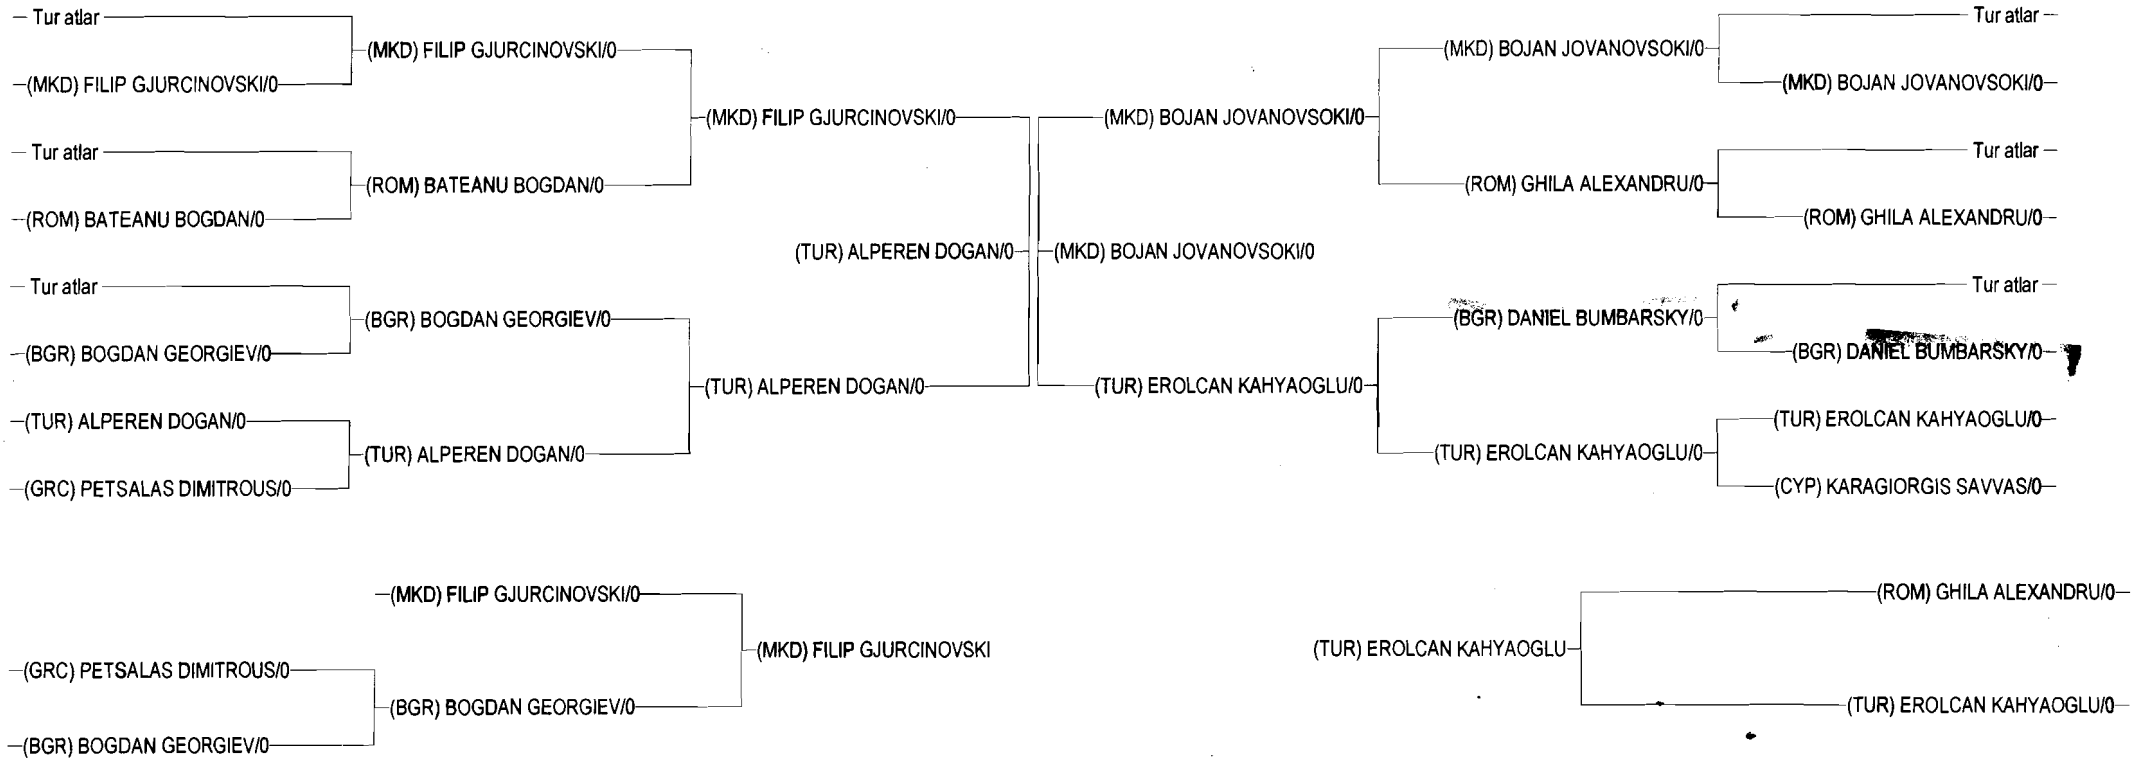 Tur atlar
(MKD) FILIP GJURCINOVSKI/0
(MKD) FILIP GJURCINOVSKI/0
Tur atlar
(ROM) BATEANU BOGDAN/0
(ROM) BATEANU BOGDAN/0
(MKD) FILIP GJURCINOVSKI/0
Tur atlar
(BGR) BOGDAN GEORGIEV/0
(BGR) BOGDAN GEORGIEV/0
(TUR) ALPEREN DOGAN/0
(TUR) ALPEREN DOGAN/0
(GRC) PETSALAS DIMITROUS/0
(TUR) ALPEREN DOGAN/0
(TUR) ALPEREN DOGAN/0
(MKD) BOJAN JOVANOVSOKI/0
(MKD) BOJAN JOVANOVSOKI/0
(TUR) EROLCAN KAHYAOGLU/0
(MKD) BOJAN JOVANOVSOKI/0
(ROM) GHILA ALEXANDRU/0
(BGR) DANIEL BUMBARSKY/0
(TUR) EROLCAN KAHYAOGLU/0
Tur atlar
(MKD) BOJAN JOVANOVSOKI/0
Tur atlar
(ROM) GHILA ALEXANDRU/0
Tur atlar
(BGR) DANIEL BUMBARSKY/0
(TUR) EROLCAN KAHYAOGLU/0
(CYP) KARAGIORGIS SAVVAS/0
(MKD) FILIP GJURCINOVSKI/0
(GRC) PETSALAS DIMITROUS/0
(BGR) BOGDAN GEORGIEV/0
(BGR) BOGDAN GEORGIEV/0
(MKD) FILIP GJURCINOVSKI
(TUR) EROLCAN KAHYAOGLU
(ROM) GHILA ALEXANDRU/0
(TUR) EROLCAN KAHYAOGLU/0